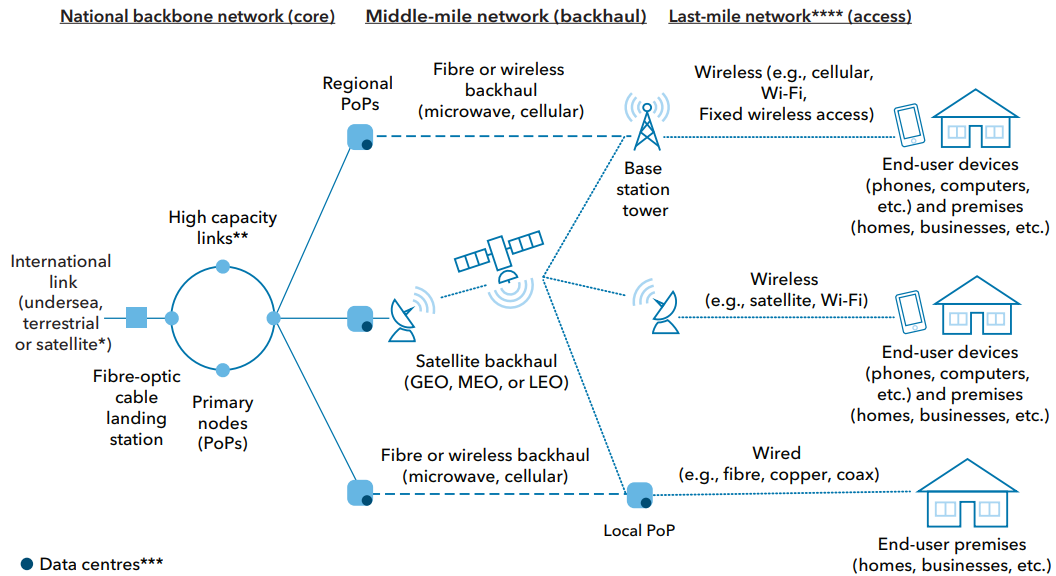 National backbone network (core)
Middle-mile network (backhaul)
Last-mile network**** (access)
Regional
PoPs
Fibre or wireless
backhaul
(microwave, cellular)
Wireless (e.g., cellular,
Wi-Fi,
Fixed wireless access)
Base
station
tower
End-user devices
(phones, computers,
etc.) and premises
(homes, businesses, etc.)
High capacity
links**
International
link
(undersea,
terrestrial
or satellite*)
Fibre-optic
cable
landing
station
Primary
nodes
(PoPs)
Satellite backhaul
(GEO, MEO, or LEO)
Wireless
(e.g., satellite, Wi-Fi)
End-user devices
(phones, computers,
etc.) and premises
(homes, businesses, etc.)
Fibre or wireless backhaul
(microwave, cellular)
Wired
(e.g., fibre, copper, coax)
Local PoP
End-user premises
(homes, businesses, etc.)
Data centres***